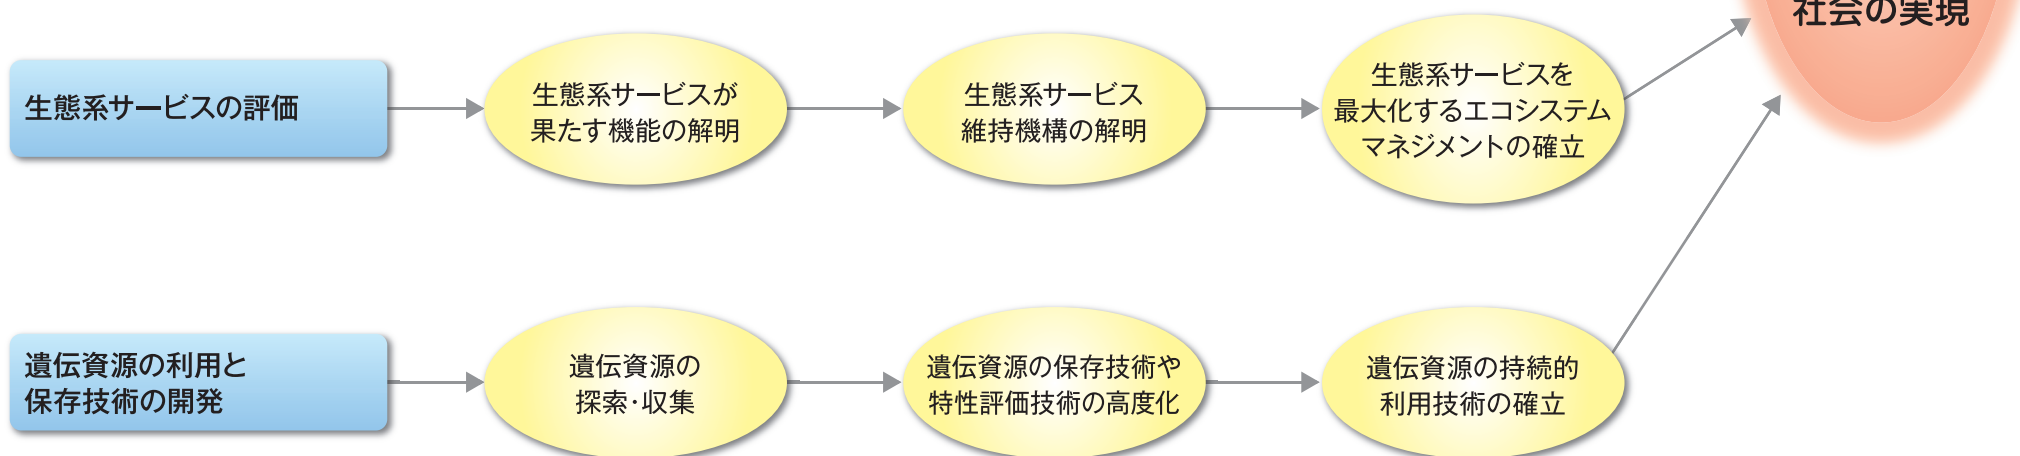 社会の実現
生態系サービスの評価
生態系サービスが
果たす機能の解明
生態系サービス
維持機構の解明
生態系サービスを
最大化するエコシステム
マネジメントの確立
遺伝資源の利用と
保存技術の開発
遺伝資源の
探索・収集
遺伝資源の保存技術や
特性評価技術の高度化
遺伝資源の持続的
利用技術の確立